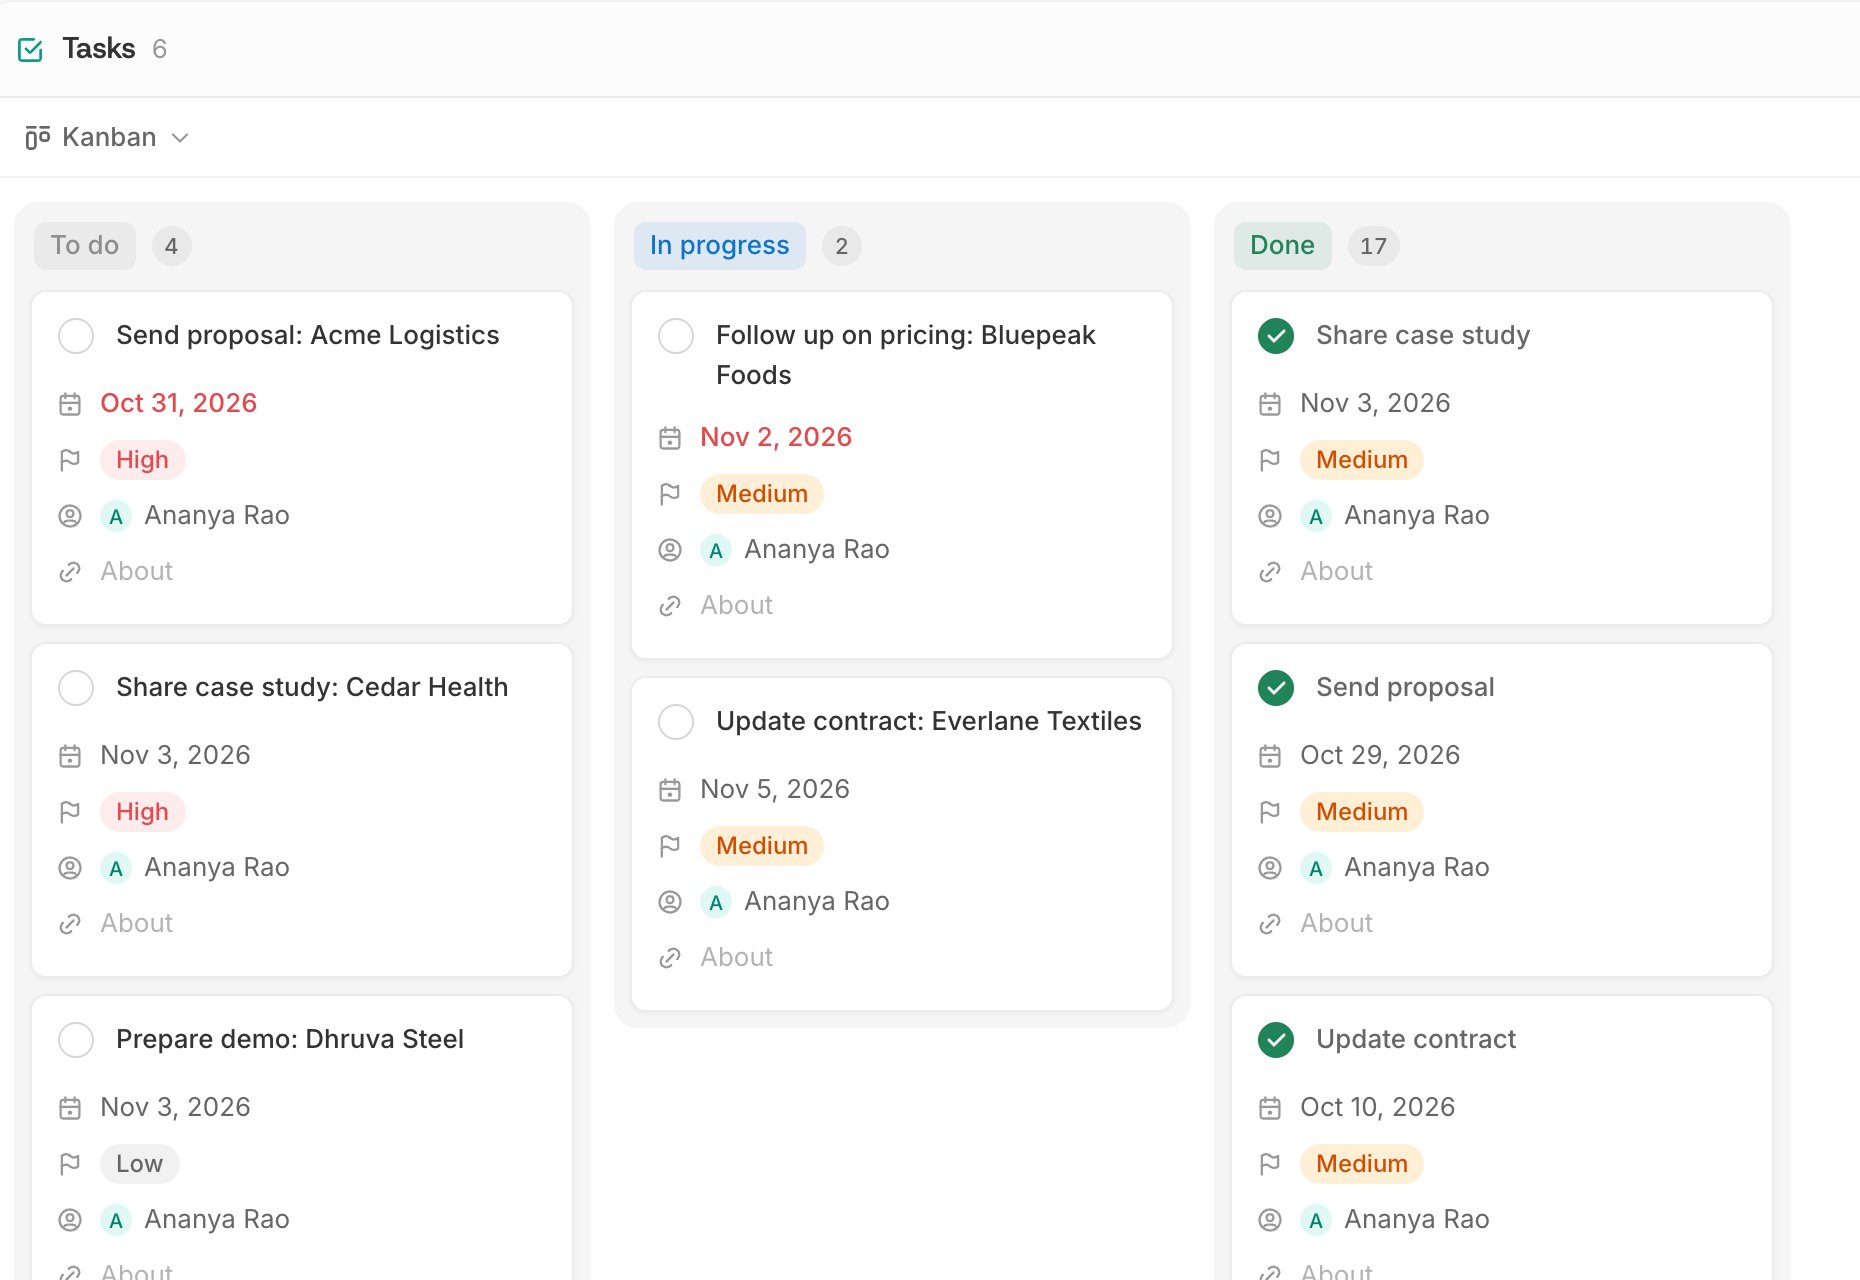 Tasks 6
Kanban
To do 4
Send proposal: Acme Logistics
Oct 31, 2026
High
A Ananya Rao
About
Share case study: Cedar Health
Nov 3, 2026
High
A Ananya Rao
About
Prepare demo: Dhruva Steel
Nov 3, 2026
Low
A Ananya Rao
About
In progress 2
Follow up on pricing: Bluepeak
Foods
Nov 2, 2026
Medium
A Ananya Rao
About
Update contract: Everlane Textiles
Nov 5, 2026
Medium
A Ananya Rao
About
Done 17
Share case study
Nov 3, 2026
Medium
A Ananya Rao
About
Send proposal
Oct 29, 2026
Medium
A Ananya Rao
About
Update contract
Oct 10, 2026
Medium
A Ananya Rao
About